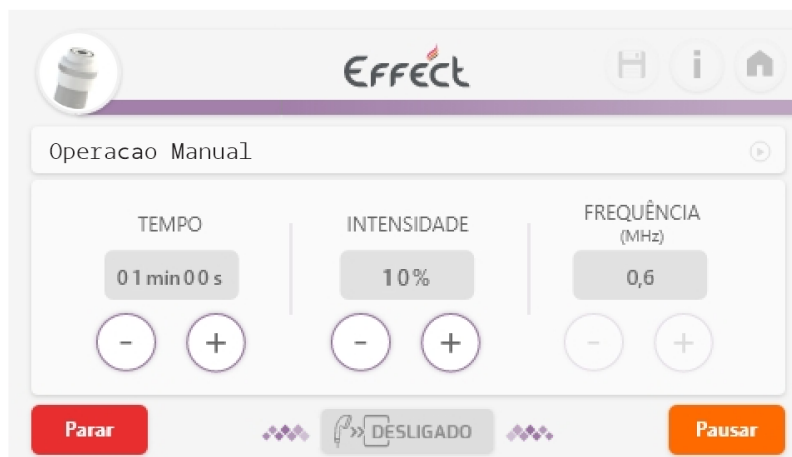 Effect
Operacao Manual
TEMPO
INTENSIDADE
FREQUÊNCIA
(MHz)
01min00s
10%
0,6
- + - + - +
Parar
DESLIGADO
Pausar